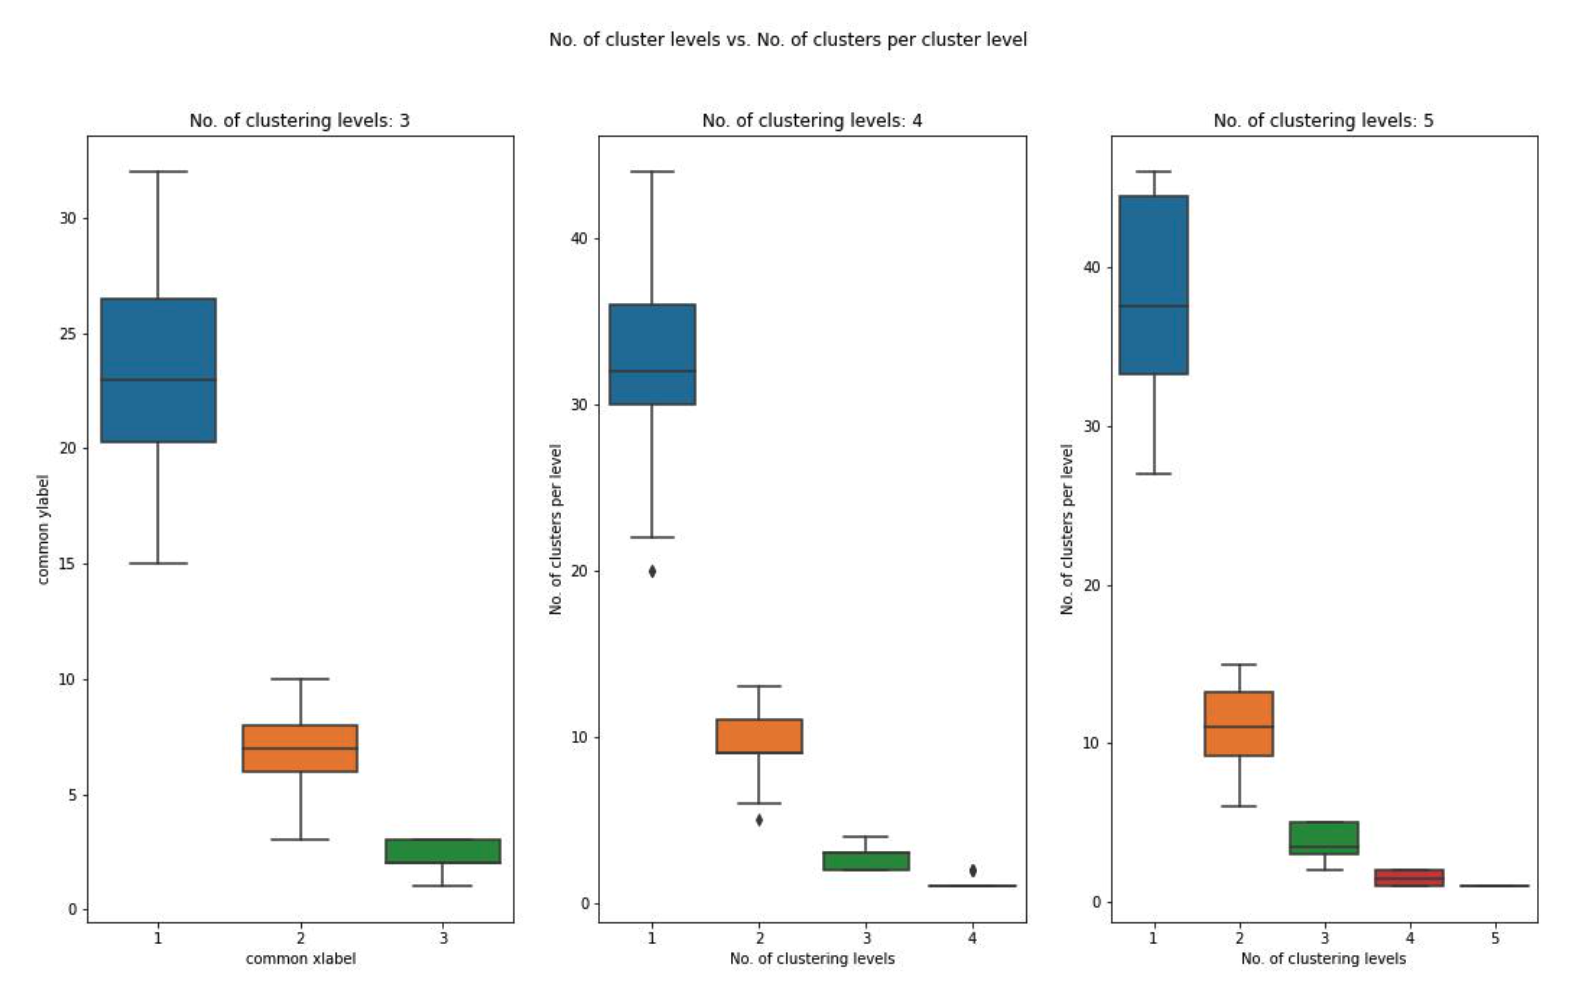 No. of cluster levels vs. No. of clusters per cluster level
No. of clustering levels: 3
30
25
20
15
10
5
0
common ylabel
1 2 3
common xlabel
No. of clustering levels: 4
40
30
20
10
0
No. of clusters per level
1 2 3 4
No. of clustering levels
No. of clustering levels: 5
40
30
20
10
0
No. of clusters per level
1 2 3 4 5
No. of clustering levels